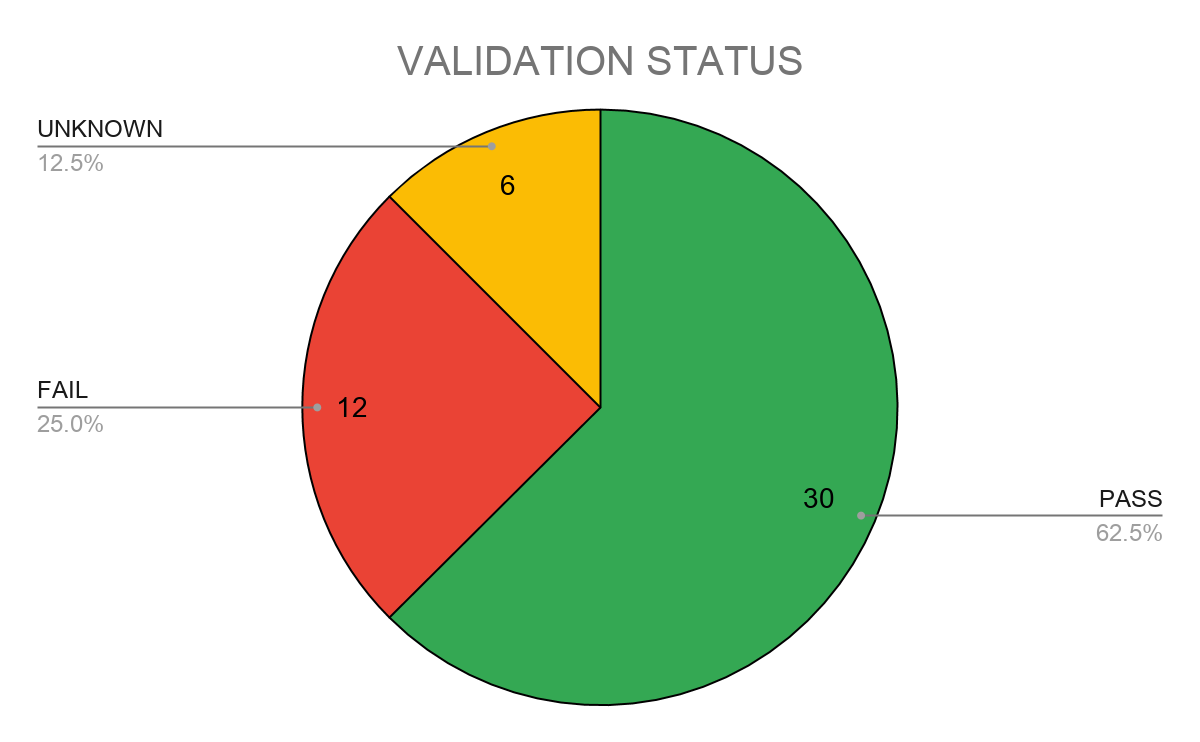 VALIDATION STATUS
UNKNOWN
12.5%
6
FAIL
25.0%
12
30
PASS
62.5%